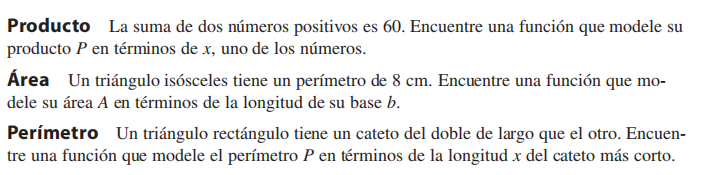 Producto La suma de dos números positivos es 60. Encuentre una función que modele su
producto P en términos de x, uno de los números.
Área Un triángulo isósceles tiene un perímetro de 8 cm. Encuentre una función que mo-
dele su área A en términos de la longitud de su base b.
Perímetro Un triángulo rectángulo tiene un cateto del doble de largo que el otro. Encuen-
tre una función que modele el perímetro P en términos de la longitud x del cateto más corto.